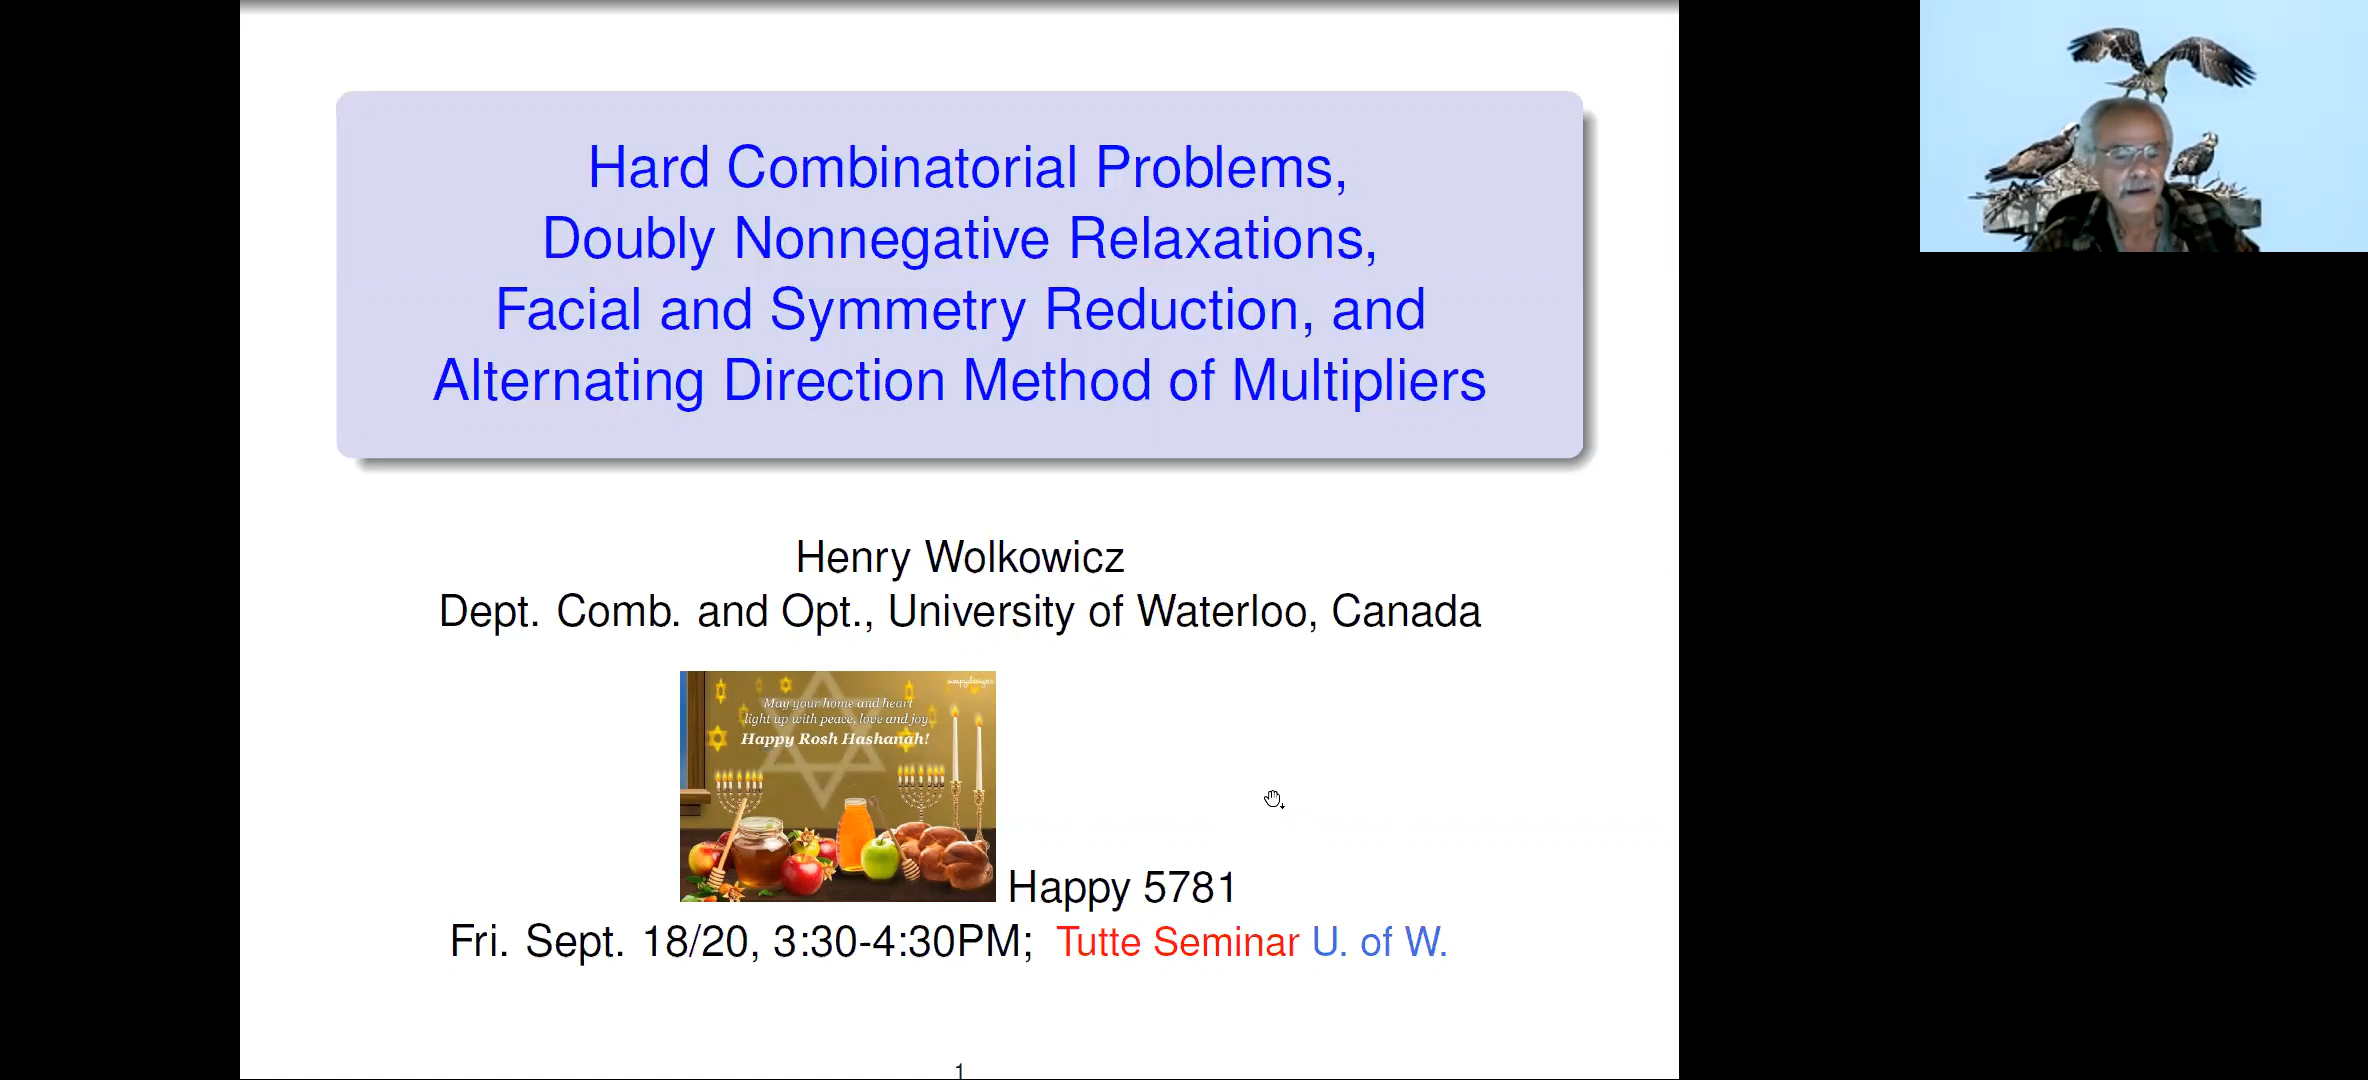 Hard Combinatorial Problems,
Doubly Nonnegative Relaxations,
Facial and Symmetry Reduction, and
Alternating Direction Method of Multipliers
Henry Wolkowicz
Dept. Comb. and Opt., University of Waterloo, Canada
simpydesigns
May your home and heart
light up with peace, love and joy
Happy Rosh Hashanah!
Happy 5781
Fri. Sept. 18/20, 3:30-4:30PM; Tutte Seminar U. of W.
1